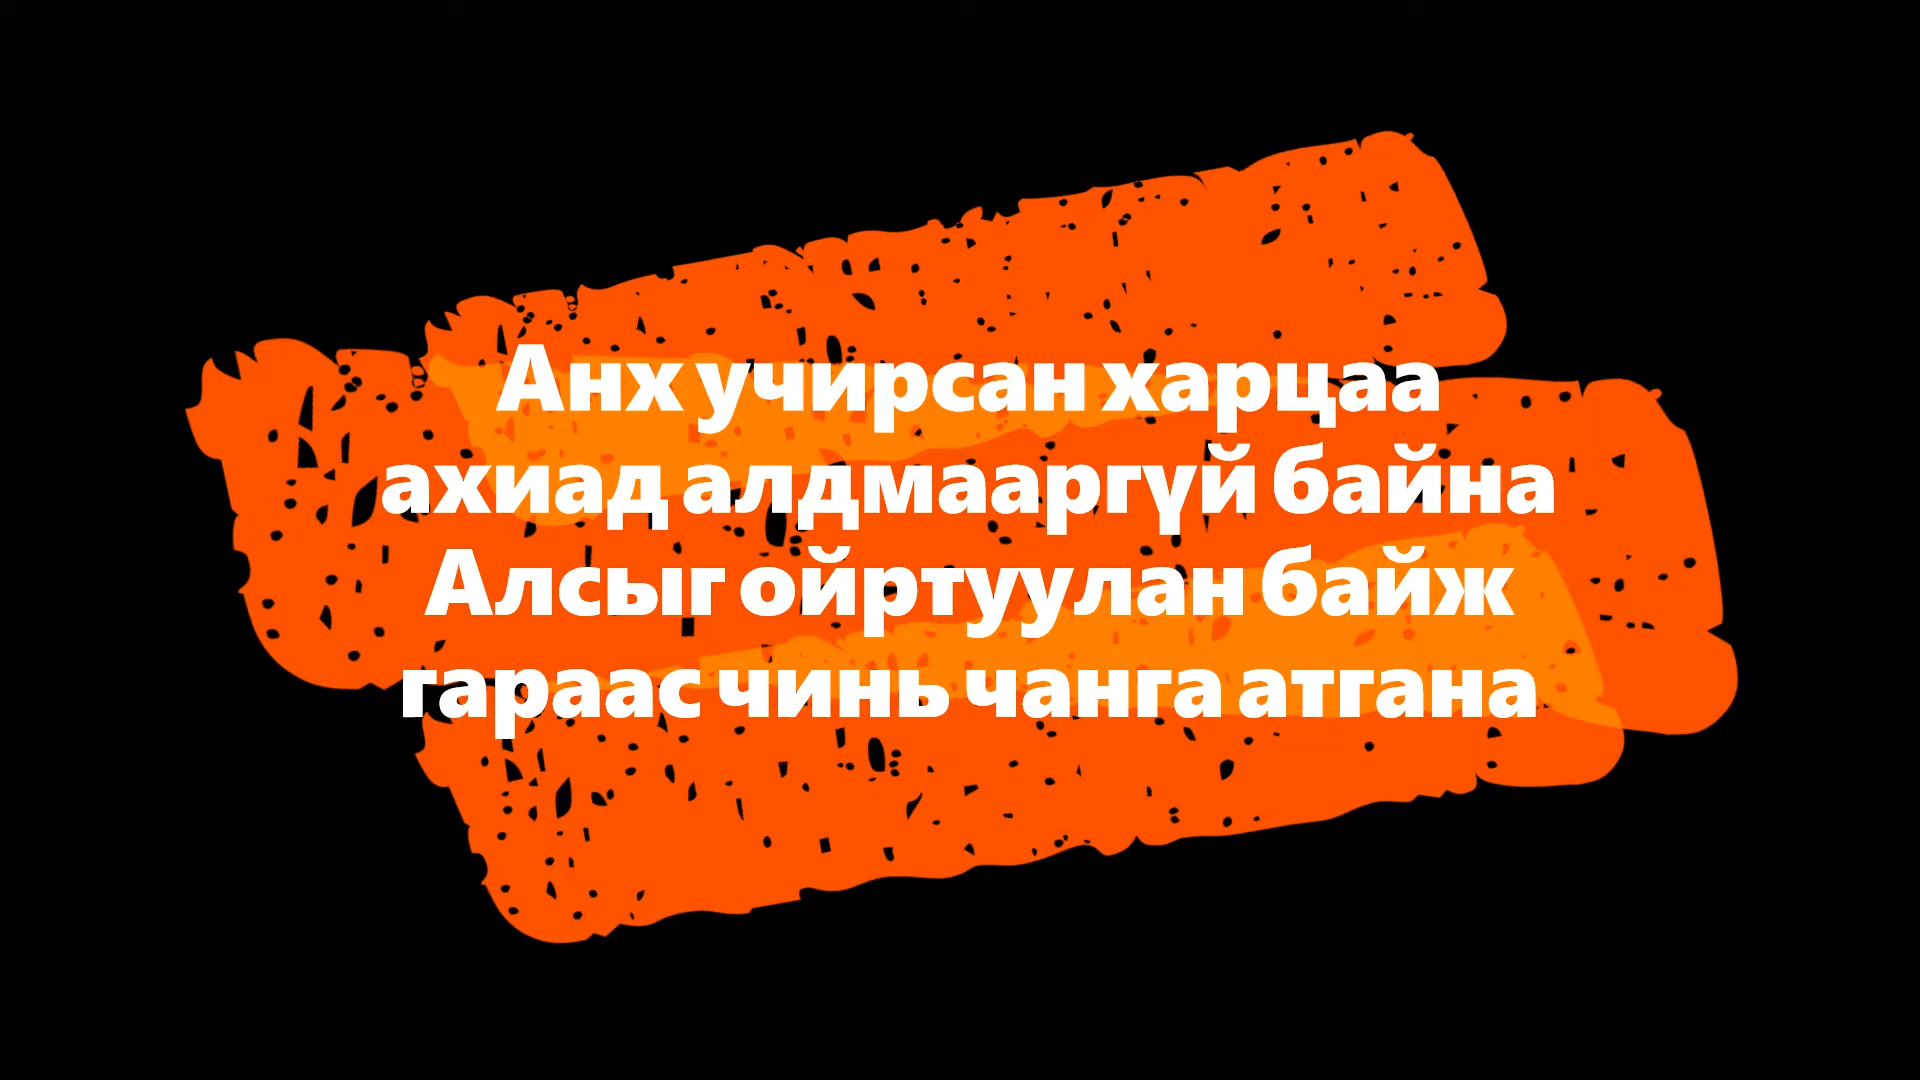 Анх учирсан харцаа
ахиад алдмааргүй байна
Алсыг ойртуулан байж
гараас чинь чанга атгана